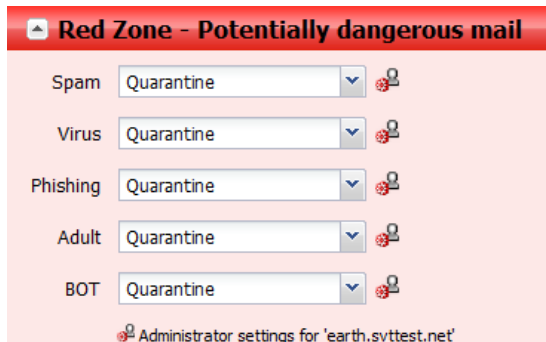 Red Zone - Potentially dangerous mail
Spam Quarantine
Virus Quarantine
Phishing Quarantine
Adult Quarantine
BOT Quarantine
Administrator settings for 'earth.syttest.net'